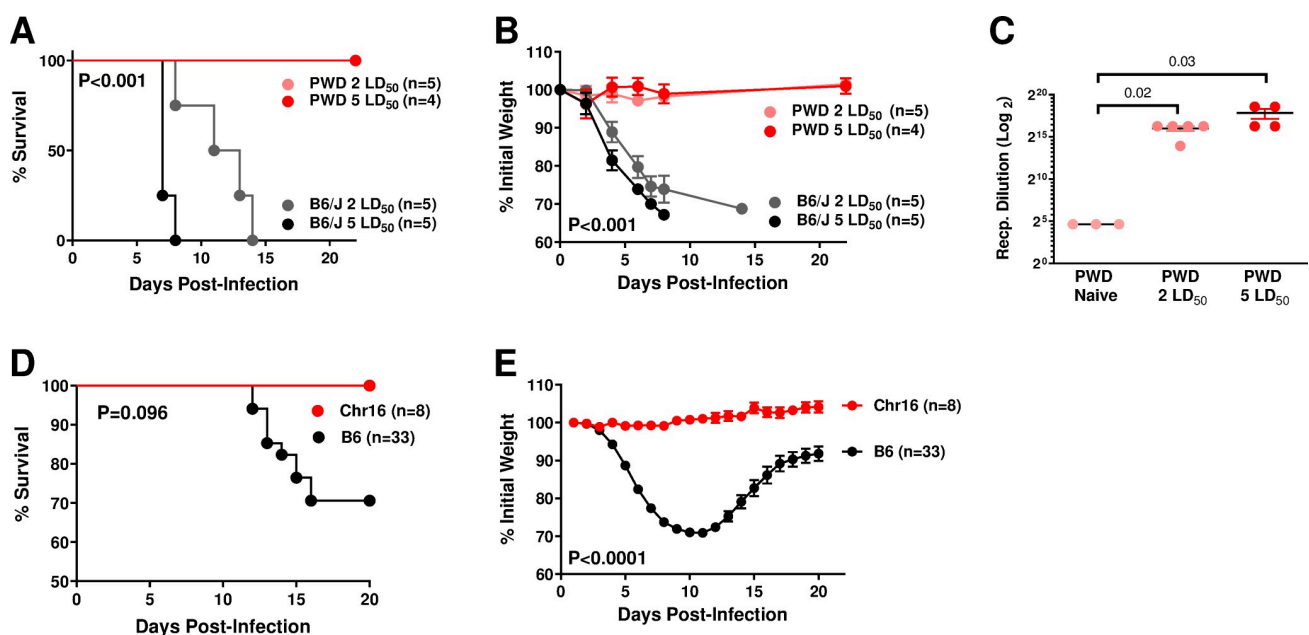 A
% Survival
100
50
0
0 5 10 15 20
Days Post-Infection
P<0.001
PWD 2 LD50 (n=5)
PWD 5 LD50 (n=4)
B6/J 2 LD50 (n=5)
B6/J 5 LD50 (n=5)
B
% Initial Weight
110
100
90
80
70
60
0 5 10 15 20
Days Post-Infection
P<0.001
PWD 2 LD50 (n=5)
PWD 5 LD50 (n=4)
B6/J 2 LD50 (n=5)
B6/J 5 LD50 (n=5)
C
Recp. Dilution (Log 2)
0.03
0.02
2^20
2^15
2^10
2^5
2^0
PWD PWD PWD
Naive 2 LD50 5 LD50
D
% Survival
100
90
80
70
60
50
0 5 10 15 20
Days Post-Infection
P=0.096
Chr16 (n=8)
B6 (n=33)
E
% Initial Weight
110
100
90
80
70
60
0 5 10 15 20
Days Post-Infection
P<0.0001
Chr16 (n=8)
B6 (n=33)